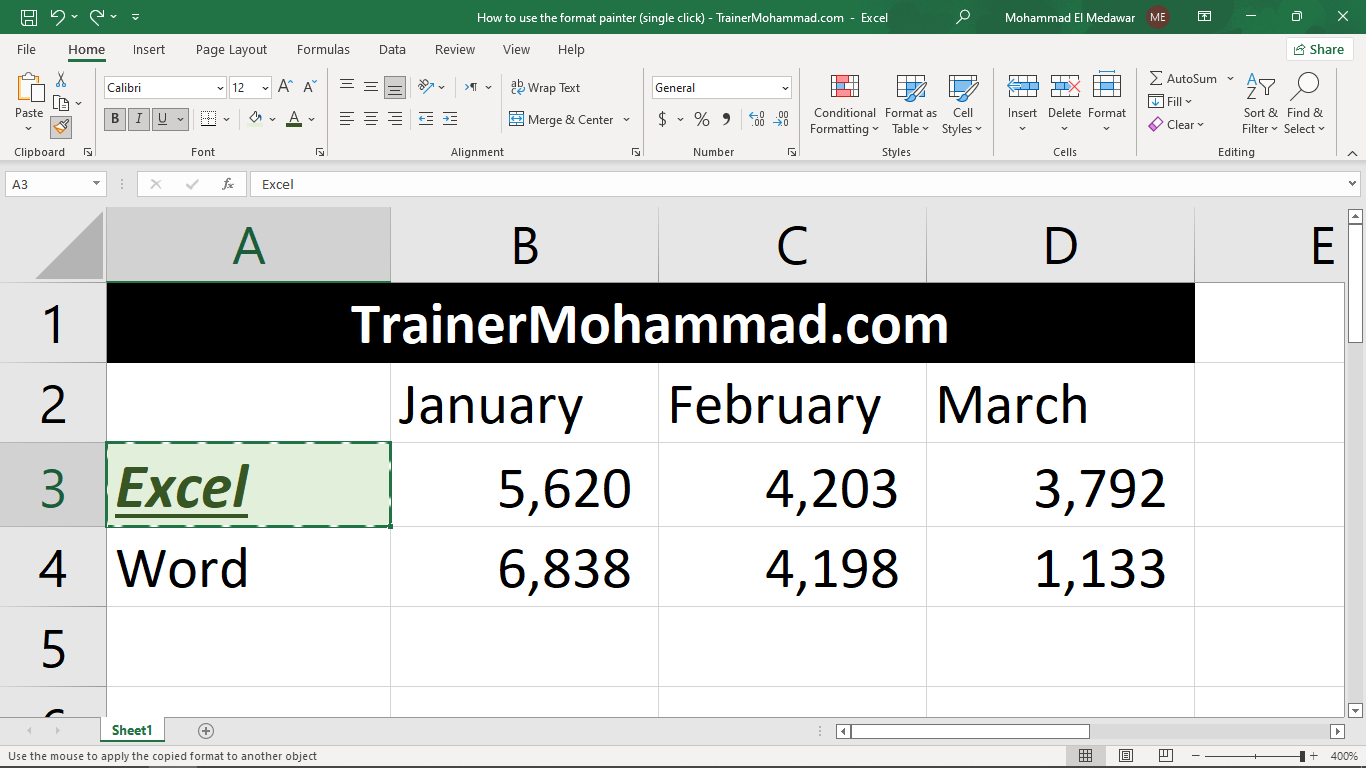 How to use the format painter (single click) - TrainerMohammad.com - Excel
Mohammad El Medawar ME
File Home Insert Page Layout Formulas Data Review View Help Share
Paste
Clipboard
Calibri 12
B I U A
Font
Wrap Text
Merge & Center
Alignment
General
$ % 9
Number
Conditional Formatting
Format as Table
Cell Styles
Styles
Insert Delete Format
Cells
AutoSum
Fill
Clear
Sort & Filter
Find & Select
Editing
A3 fx Excel
A B C D E
1 TrainerMohammad.com
2 January February March
3 Excel 5,620 4,203 3,792
4 Word 6,838 4,198 1,133
5
6
Sheet1
Use the mouse to apply the copied format to another object 400%